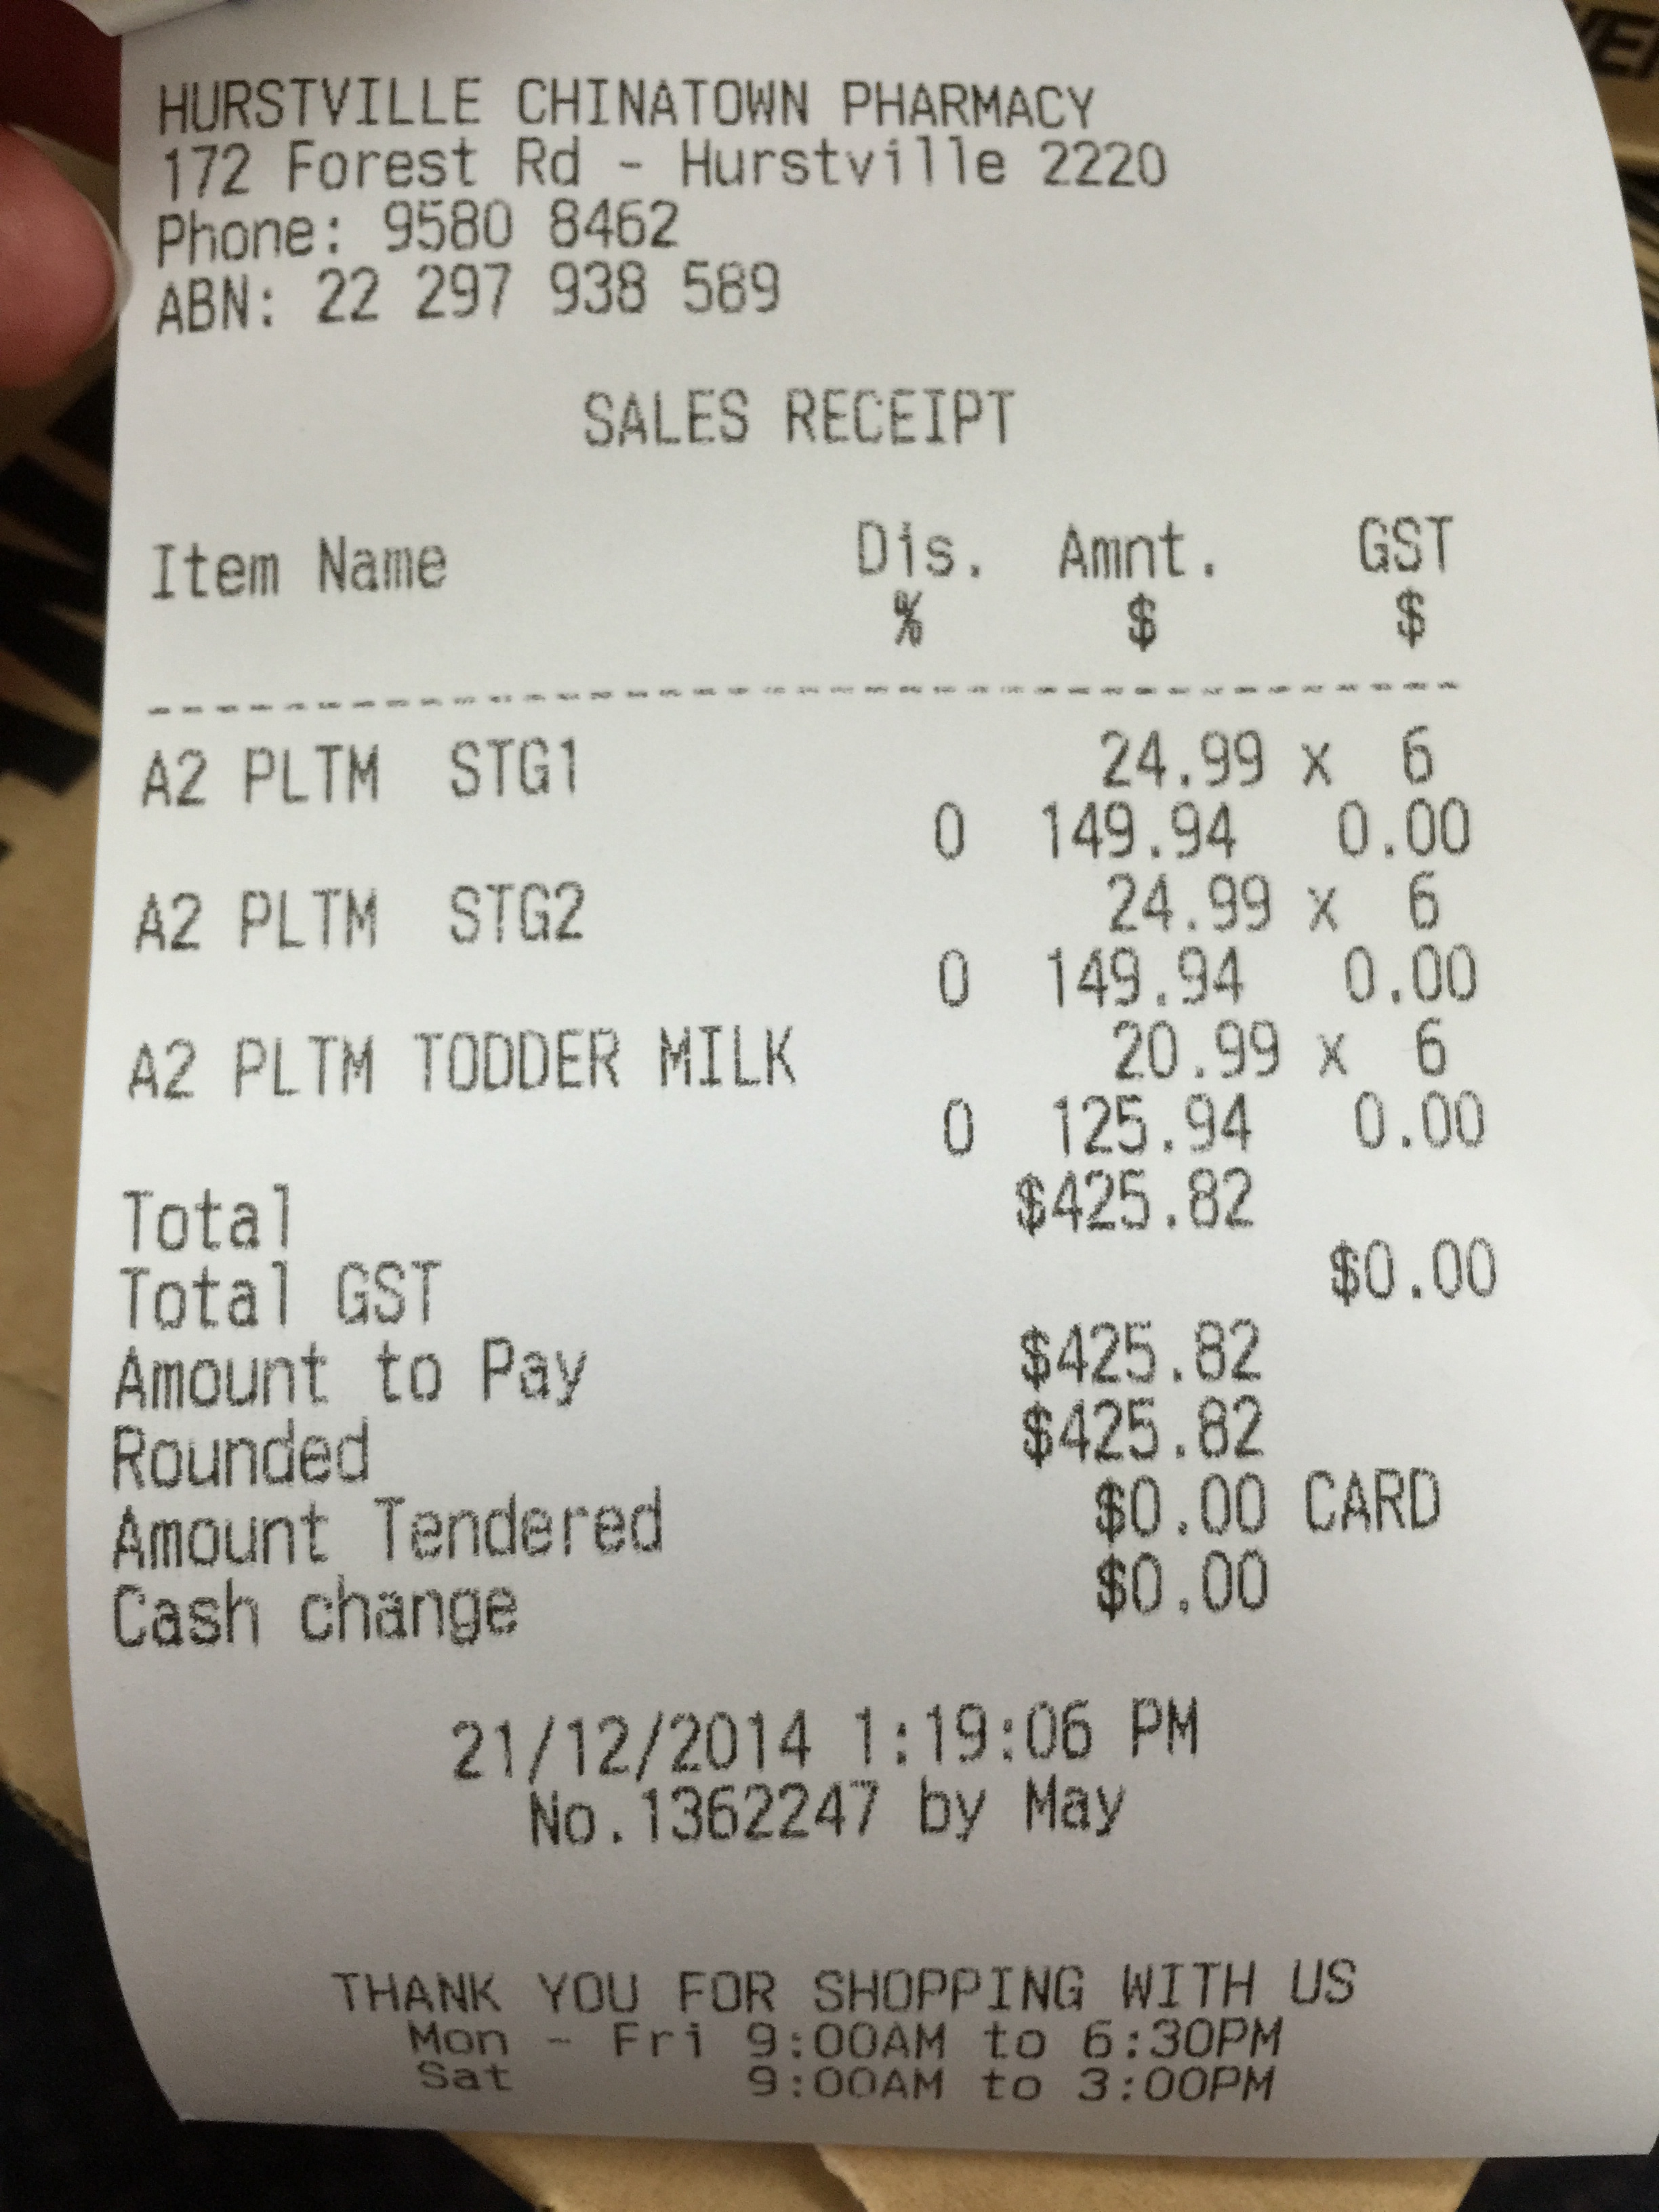 HURSTVILLE CHINATOWN PHARMACY
172 Forest Rd - Hurstville 2220
Phone: 9580 8462
ABN: 22 297 938 589
SALES RECEIPT
Item Name Dis. Amnt. GST
% $ $
--------------------------------------
A2 PLTM STG1 24.99 x 6
0 149.94 0.00
A2 PLTM STG2 24.99 x 6
0 149.94 0.00
A2 PLTM TODDER MILK 20.99 x 6
0 125.94 0.00
Total $425.82
Total GST $0.00
Amount to Pay $425.82
Rounded $425.82
Amount Tendered $0.00 CARD
Cash change $0.00
21/12/2014 1:19:06 PM
No.1362247 by May
THANK YOU FOR SHOPPING WITH US
Mon - Fri 9:00AM to 6:30PM
Sat 9:00AM to 3:00PM